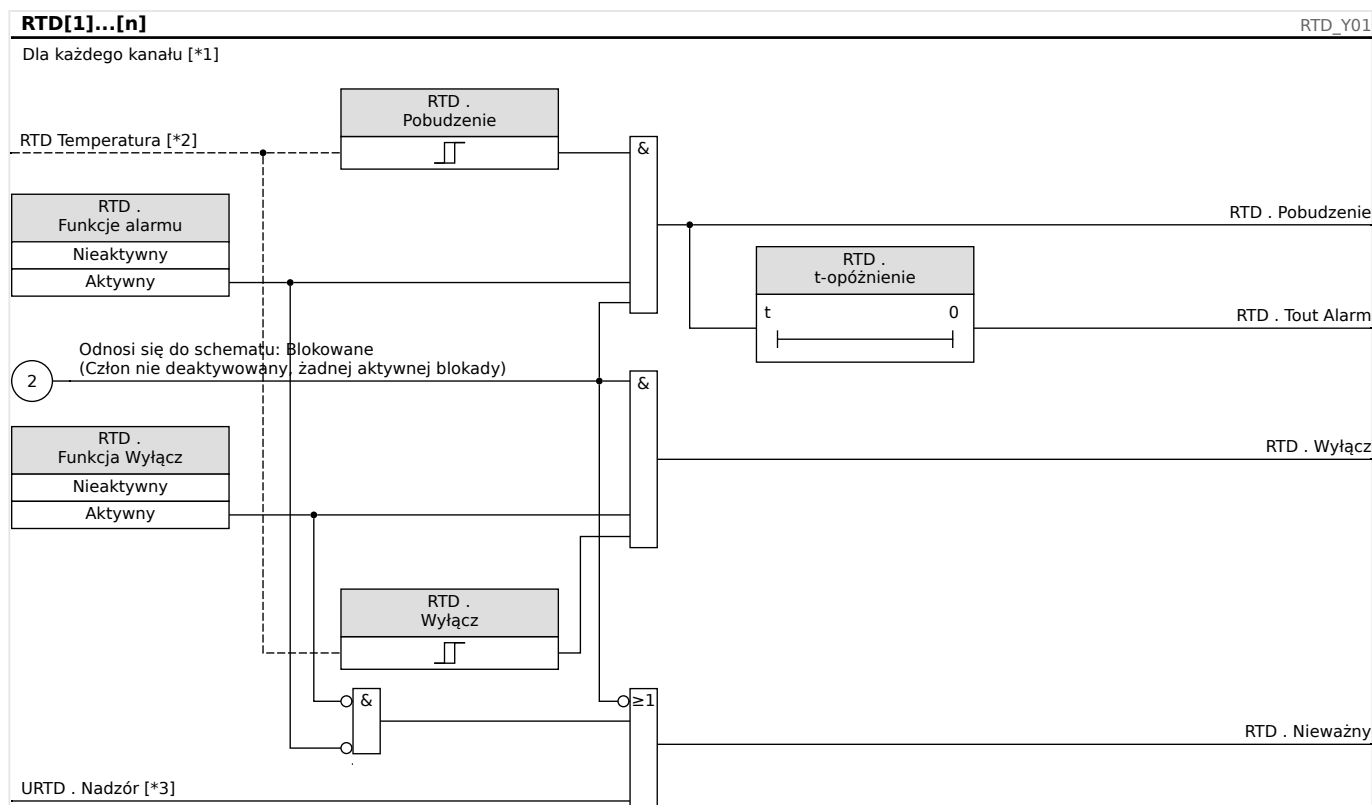 RTD[1]...[n]
RTD_Y01
Dla każdego kanału [*1]
RTD .
Pobudzenie
RTD Temperatura [*2]
&
RTD .
Funkcje alarmu
Nieaktywny
Aktywny
RTD . Pobudzenie
RTD .
t-opóżnienie
t 0
RTD . Tout Alarm
Odnosi się do schematu: Blokowane
(Człon nie deaktywowany, żadnej aktywnej blokady)
2
&
RTD .
Funkcja Wyłącz
Nieaktywny
Aktywny
RTD . Wyłącz
RTD .
Wyłącz
&
≥1
RTD . Nieważny
URTD . Nadzór [*3]